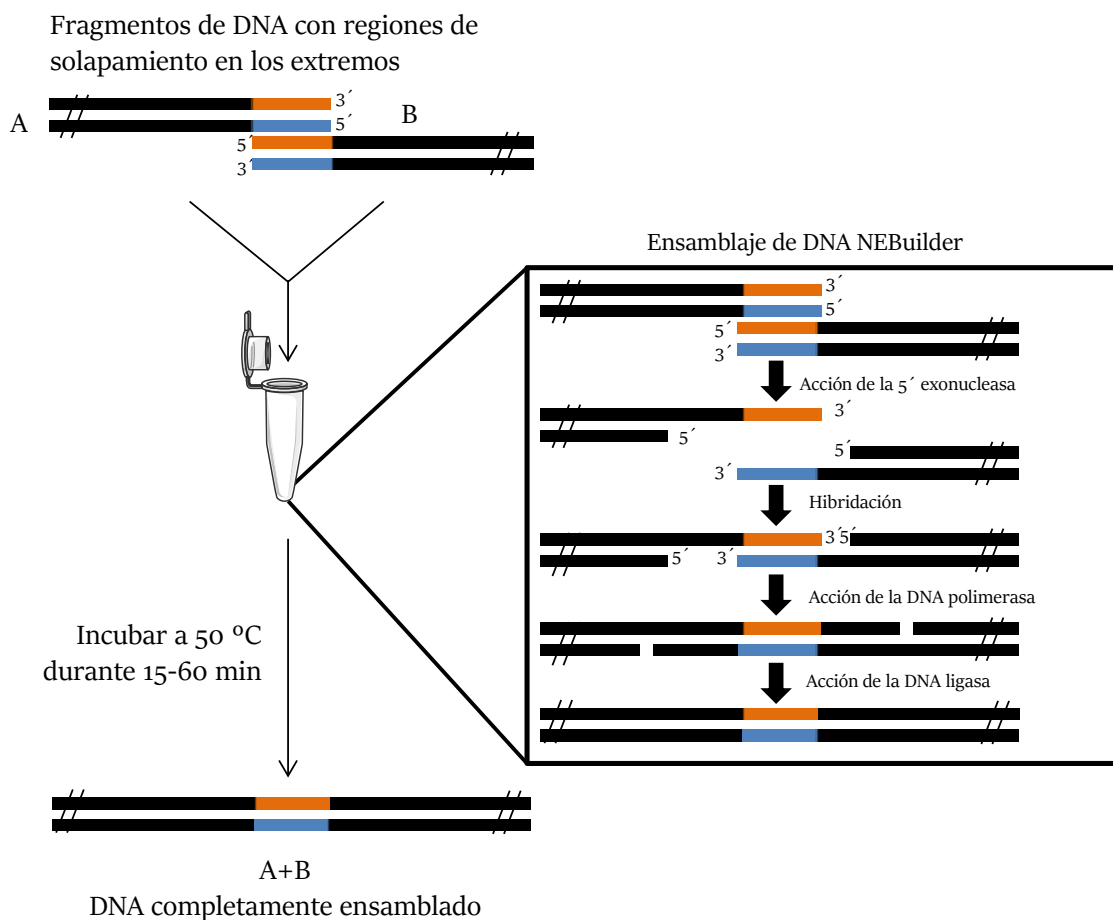 Fragmentos de DNA con regiones de
solapamiento en los extremos
3´
A
5´
B
5´
3´
Ensamblaje de DNA NEBuilder
3´
5´
5´
3´
Acción de la 5´ exonucleasa
3´
5´
5´
3´
Hibridación
3´5´
5´
3´
Acción de la DNA polimerasa
Acción de la DNA ligasa
Incubar a 50 ºC
durante 15-60 min
A+B
DNA completamente ensamblado